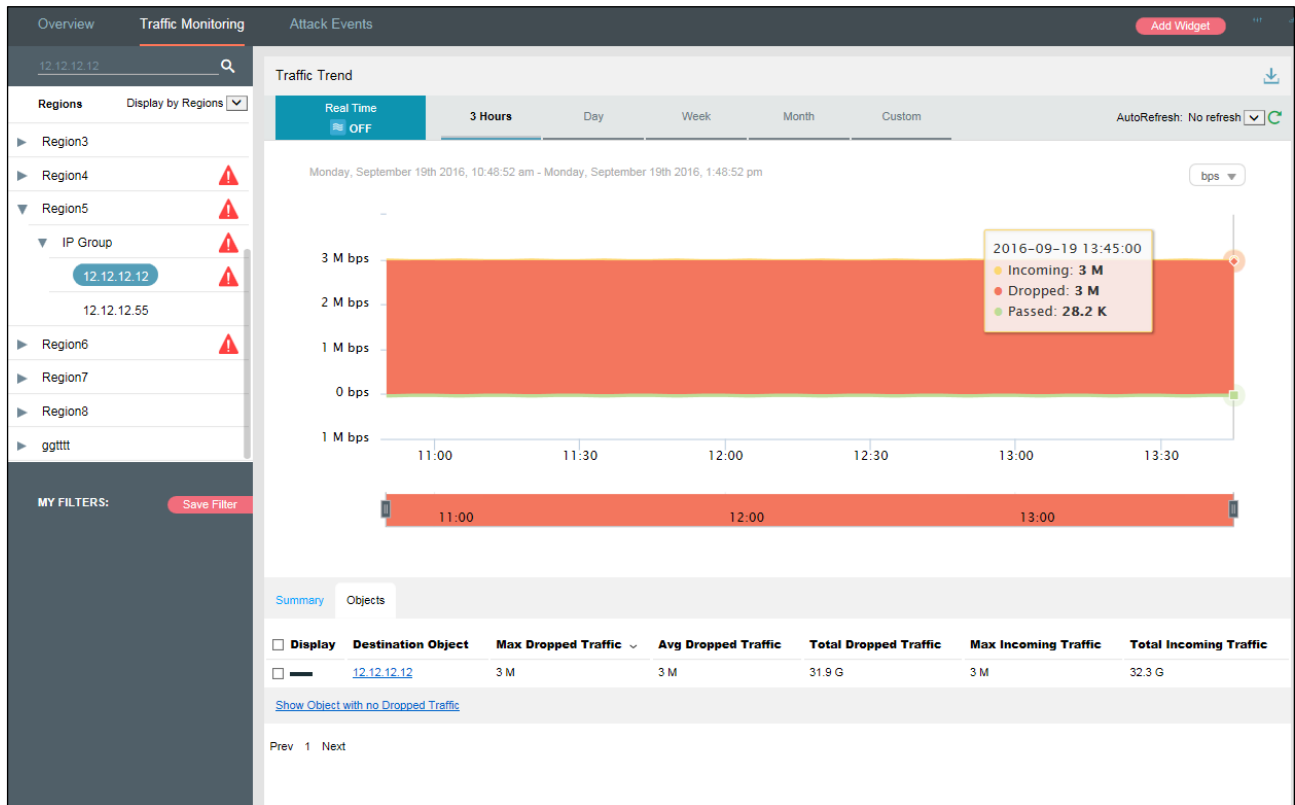 Overview Traffic Monitoring Attack Events Add Widget
12.12.12.12
Regions Display by Regions
Region3
Region4
Region5
IP Group
12.12.12.12
12.12.12.55
Region6
Region7
Region8
ggtttt
MY FILTERS: Save Filter
Traffic Trend
Real Time
OFF
3 Hours Day Week Month Custom
AutoRefresh: No refresh
Monday, September 19th 2016, 10:48:52 am - Monday, September 19th 2016, 1:48:52 pm
bps
3 M bps
2 M bps
1 M bps
0 bps
1 M bps
2016-09-19 13:45:00
Incoming: 3 M
Dropped: 3 M
Passed: 28.2 K
11:00 11:30 12:00 12:30 13:00 13:30
11:00 12:00 13:00
Summary Objects
Display Destination Object Max Dropped Traffic Avg Dropped Traffic Total Dropped Traffic Max Incoming Traffic Total Incoming Traffic
12.12.12.12 3 M 3 M 31.9 G 3 M 32.3 G
Show Object with no Dropped Traffic
Prev 1 Next